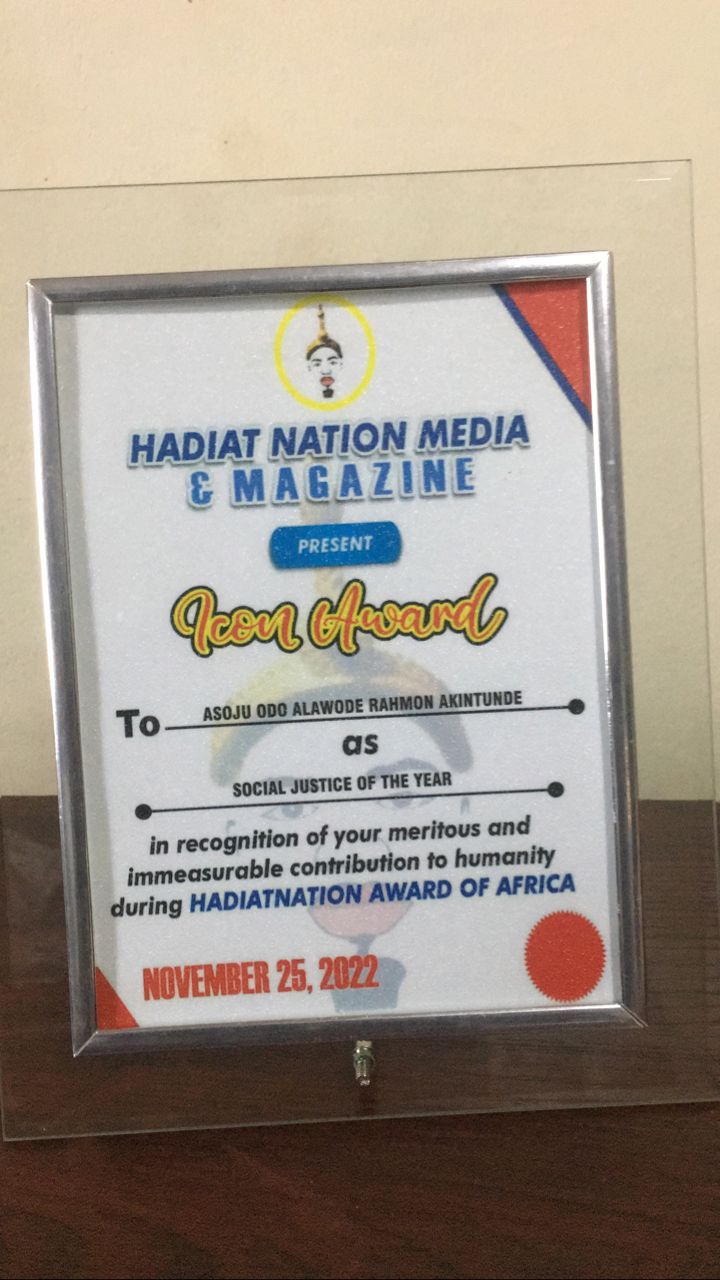 HADIAT NATION MEDIA
& MAGAZINE
PRESENT
Icon Award
To ASOJU ODO ALAWODE RAHMON AKINTUNDE
as
SOCIAL JUSTICE OF THE YEAR
in recognition of your meritous and
immeasurable contribution to humanity
during HADIATNATION AWARD OF AFRICA
NOVEMBER 25, 2022